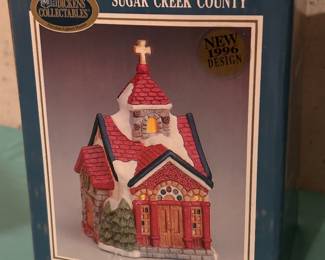 DICKENS
COLLECTABLES
SUGAR CREEK COUNTY
NEW
1996
DESIGN